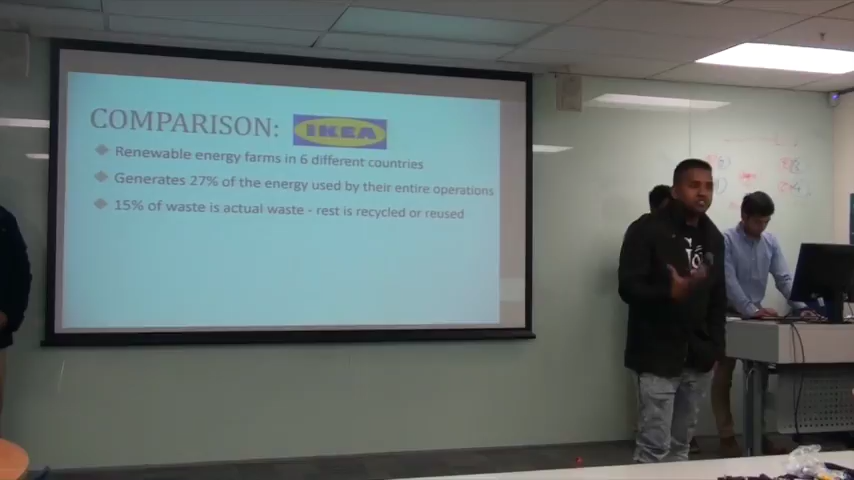 COMPARISON: IKEA
Renewable energy farms in 6 different countries
Generates 27% of the energy used by their entire operations
15% of waste is actual waste - rest is recycled or reused